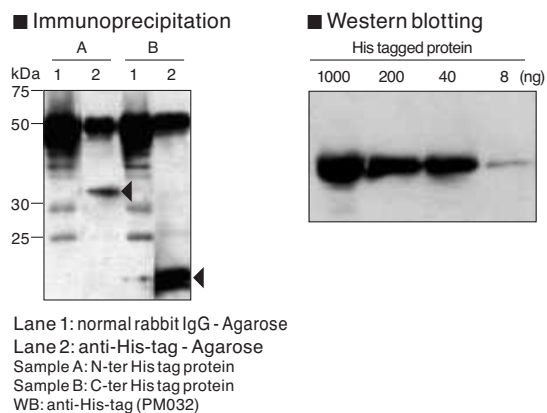 ■ Immunoprecipitation
A B
kDa 1 2 1 2
75
50
30
25
Lane 1: normal rabbit IgG - Agarose
Lane 2: anti-His-tag - Agarose
Sample A: N-ter His tag protein
Sample B: C-ter His tag protein
WB: anti-His-tag (PM032)
■ Western blotting
His tagged protein
1000 200 40 8 (ng)